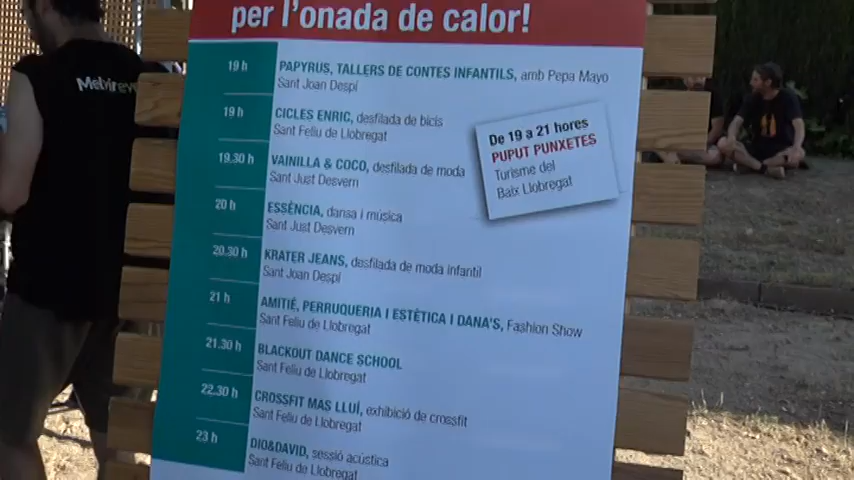 per l'onada de calor!
19 h
PAPYRUS, TALLERS DE CONTES INFANTILS, amb Pepa Mayo
Sant Joan Despí
19 h
CICLES ENRIC, desfilada de bicis
Sant Feliu de Llobregat
19.30 h
VAINILLA & COCO, desfilada de moda
Sant Just Desvern
20 h
ESSÈNCIA, dansa i música
Sant Just Desvern
20.30 h
KRATER JEANS, desfilada de moda infantil
Sant Joan Despí
21 h
AMITIÉ, PERRUQUERIA I ESTÈTICA I DANA'S, Fashion Show
Sant Feliu de Llobregat
21.30 h
BLACKOUT DANCE SCHOOL
Sant Feliu de Llobregat
22.30 h
CROSSFIT MAS LLUÍ, exhibició de crossfit
Sant Feliu de Llobregat
23 h
DIO&DAVID, sessió acústica
Sant Feliu de Llobregat
De 19 a 21 hores
PUPUT PUNXETES
Turisme del
Baix Llobregat